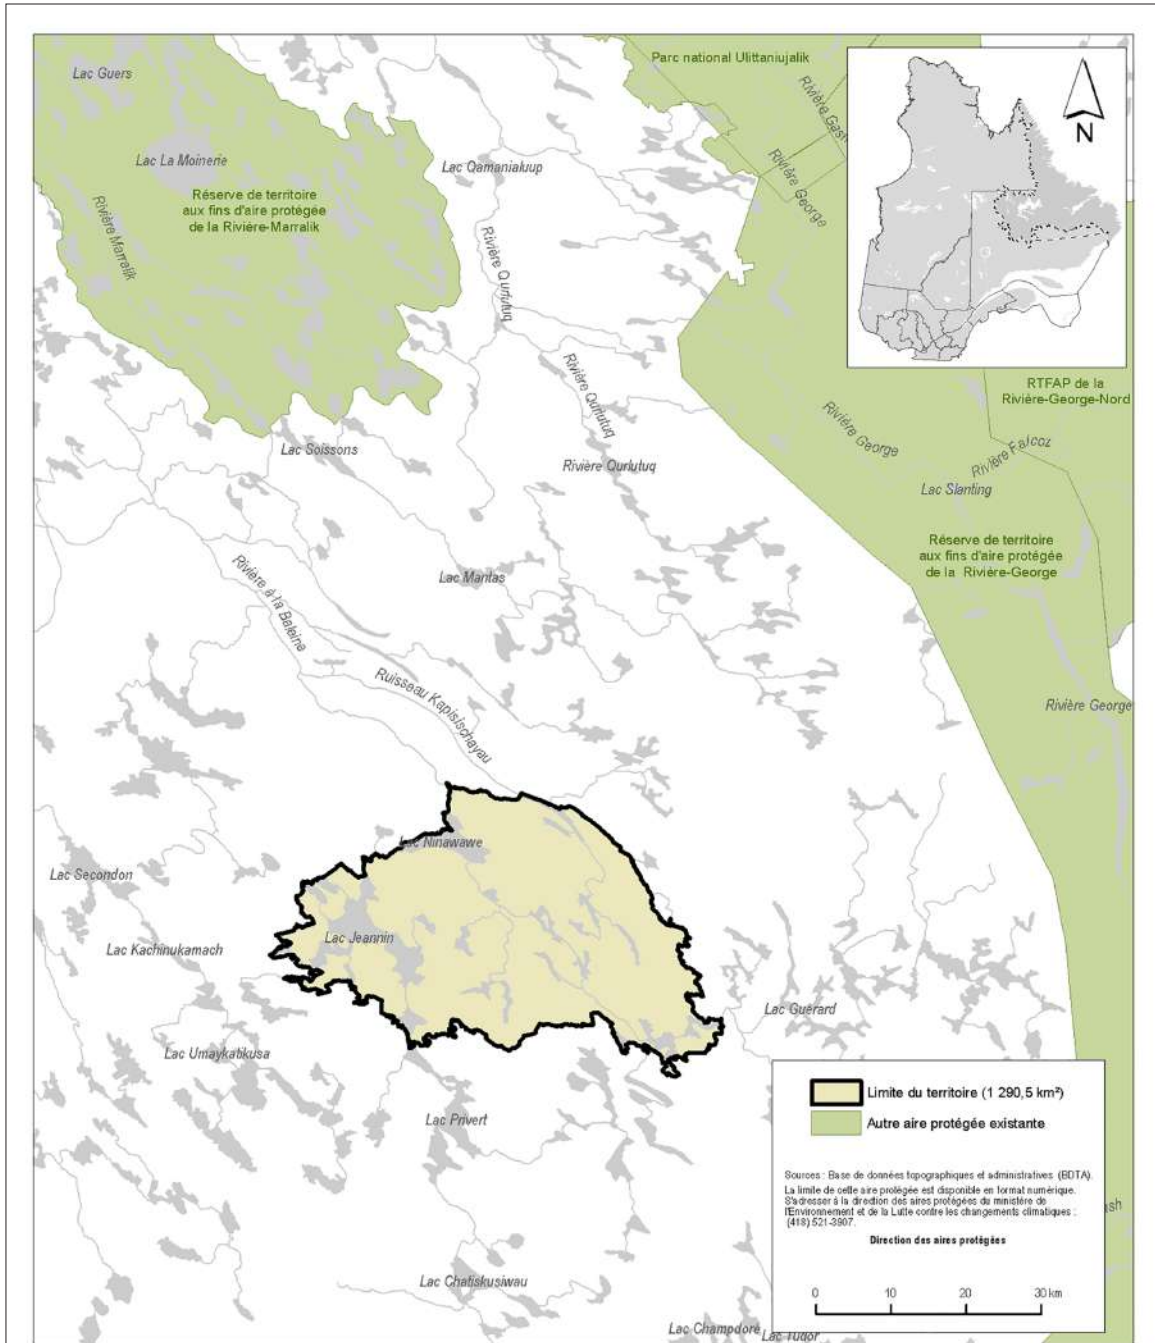 Parc national Ulittaniujalik
Lac Guers
Rivière Gash
N
Lac La Moinerie
Lac Qamaniakuup
Rivière George
Réserve de territoire
aux fins d'aire protégée
de la Rivière-Marralik
Rivière Marralik
Rivière Qurlutuq
Rivière Qurlutuq
RTFAP de la
Rivière-George-Nord
Rivière George
Lac Soissons
Rivière Qurlutuq
Rivière Falcoz
Lac Slanting
Réserve de territoire
aux fins d'aire protégée
de la Rivière-George
Lac Mantas
Rivière à la Baleine
Ruisseau Kapisischayau
Rivière George
Lac Ninawawe
Lac Secondon
Lac Jeannin
Lac Kachinukamach
Lac Guérard
Lac Umaykatikusa
Lac Privert
Limite du territoire (1 290,5 km²)
Autre aire protégée existante
Sources : Base de données topographiques et administratives (BDTA).
La limite de cette aire protégée est disponible en format numérique.
S'adresser à la direction des aires protégées du ministère de
l'Environnement et de la Lutte contre les changements climatiques :
(418) 521-3907.
Direction des aires protégées
ash
0 10 20 30 km
Lac Chatiskusiwau
Lac Champdoré
Lac Tudor